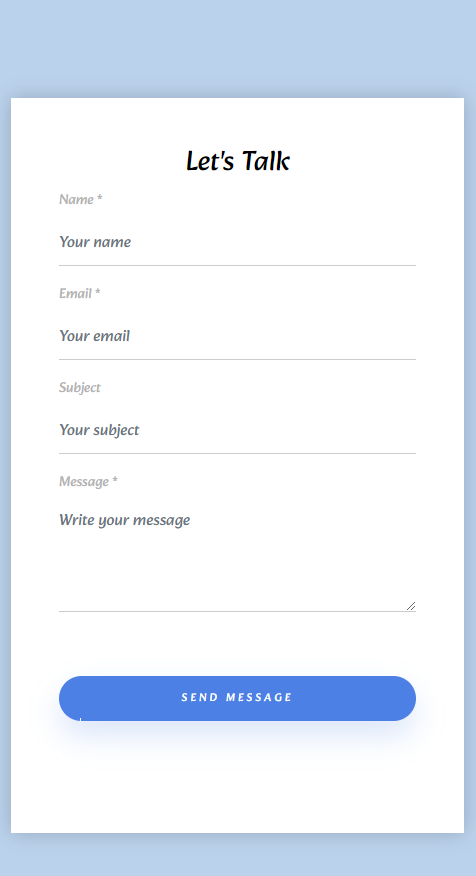 Let's Talk
Name *
Your name
Email *
Your email
Subject
Your subject
Message *
Write your message
SEND MESSAGE